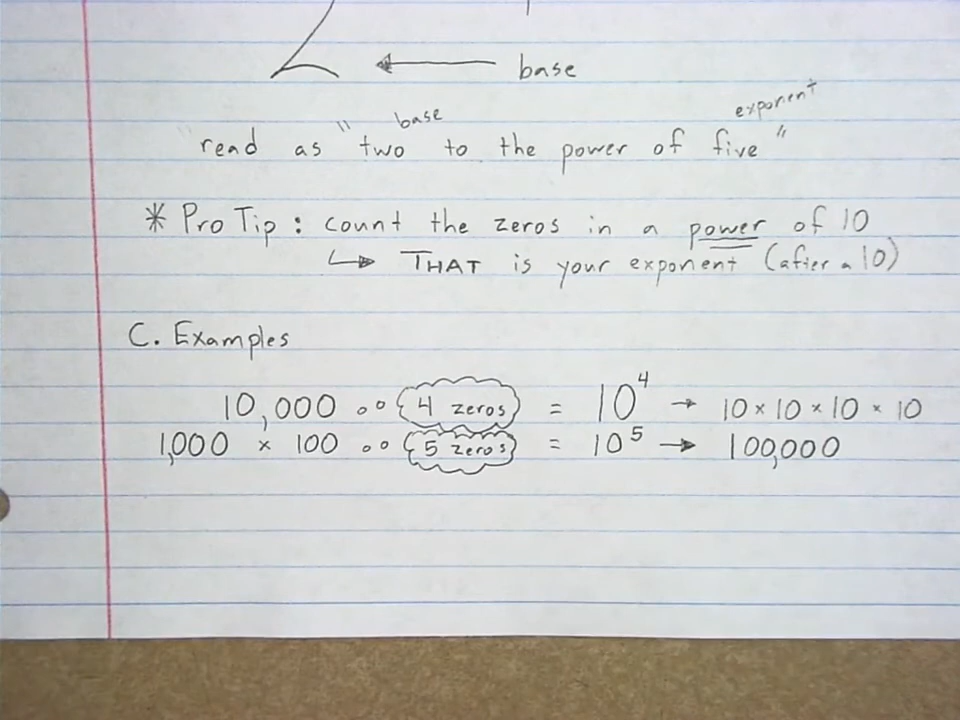 2 ← base
base exponent
read as "two to the power of five"
* Pro Tip: count the zeros in a power of 10
↳ THAT is your exponent (after a 10)
C. Examples
10,000 4 zeros = 10⁴ → 10 × 10 × 10 × 10
1,000 × 100 5 zeros = 10⁵ → 100,000